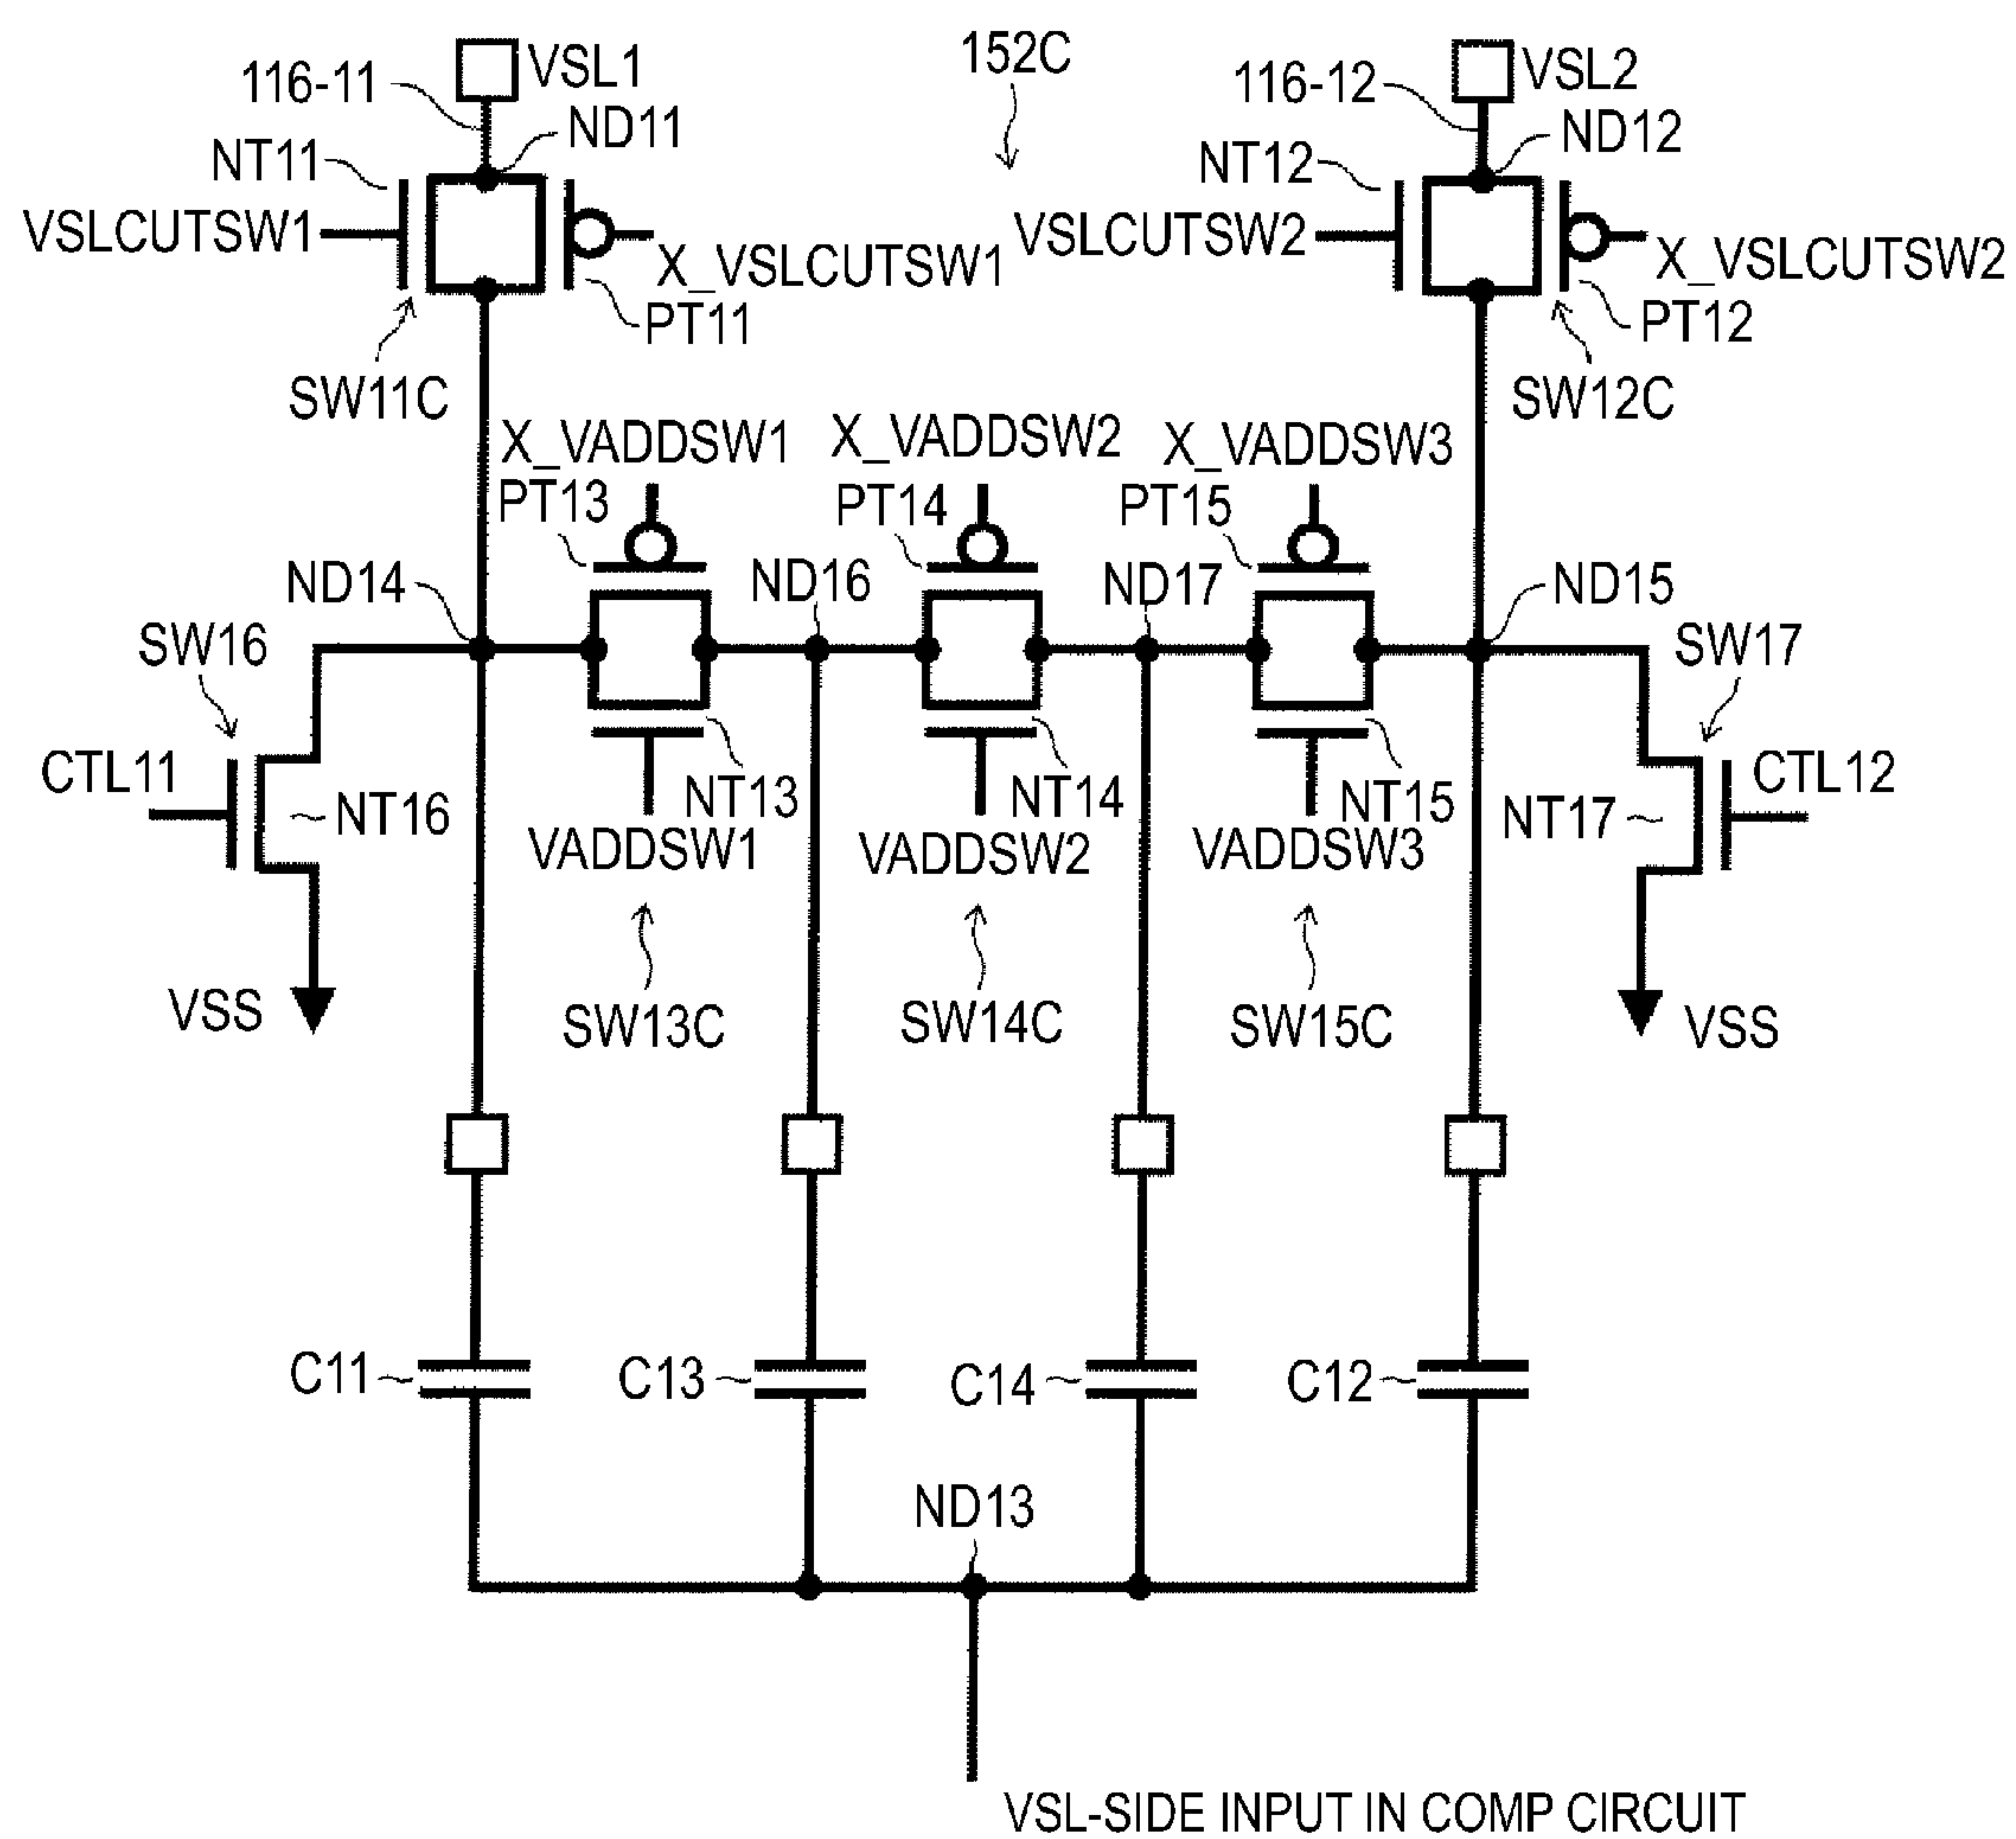 152C
VSL1
VSL2
116-11
116-12
ND11
ND12
NT11
NT12
VSLCUTSW1
X_VSLCUTSW1
VSLCUTSW2
X_VSLCUTSW2
PT11
PT12
SW11C
SW12C
X_VADDSW1
X_VADDSW2
X_VADDSW3
PT13
PT14
PT15
ND14
ND16
ND17
ND15
SW16
SW17
CTL11
CTL12
NT16
NT13
NT14
NT15
NT17
VADDSW1
VADDSW2
VADDSW3
VSS
SW13C
SW14C
SW15C
VSS
C11
C13
C14
C12
ND13
VSL-SIDE INPUT IN COMP CIRCUIT